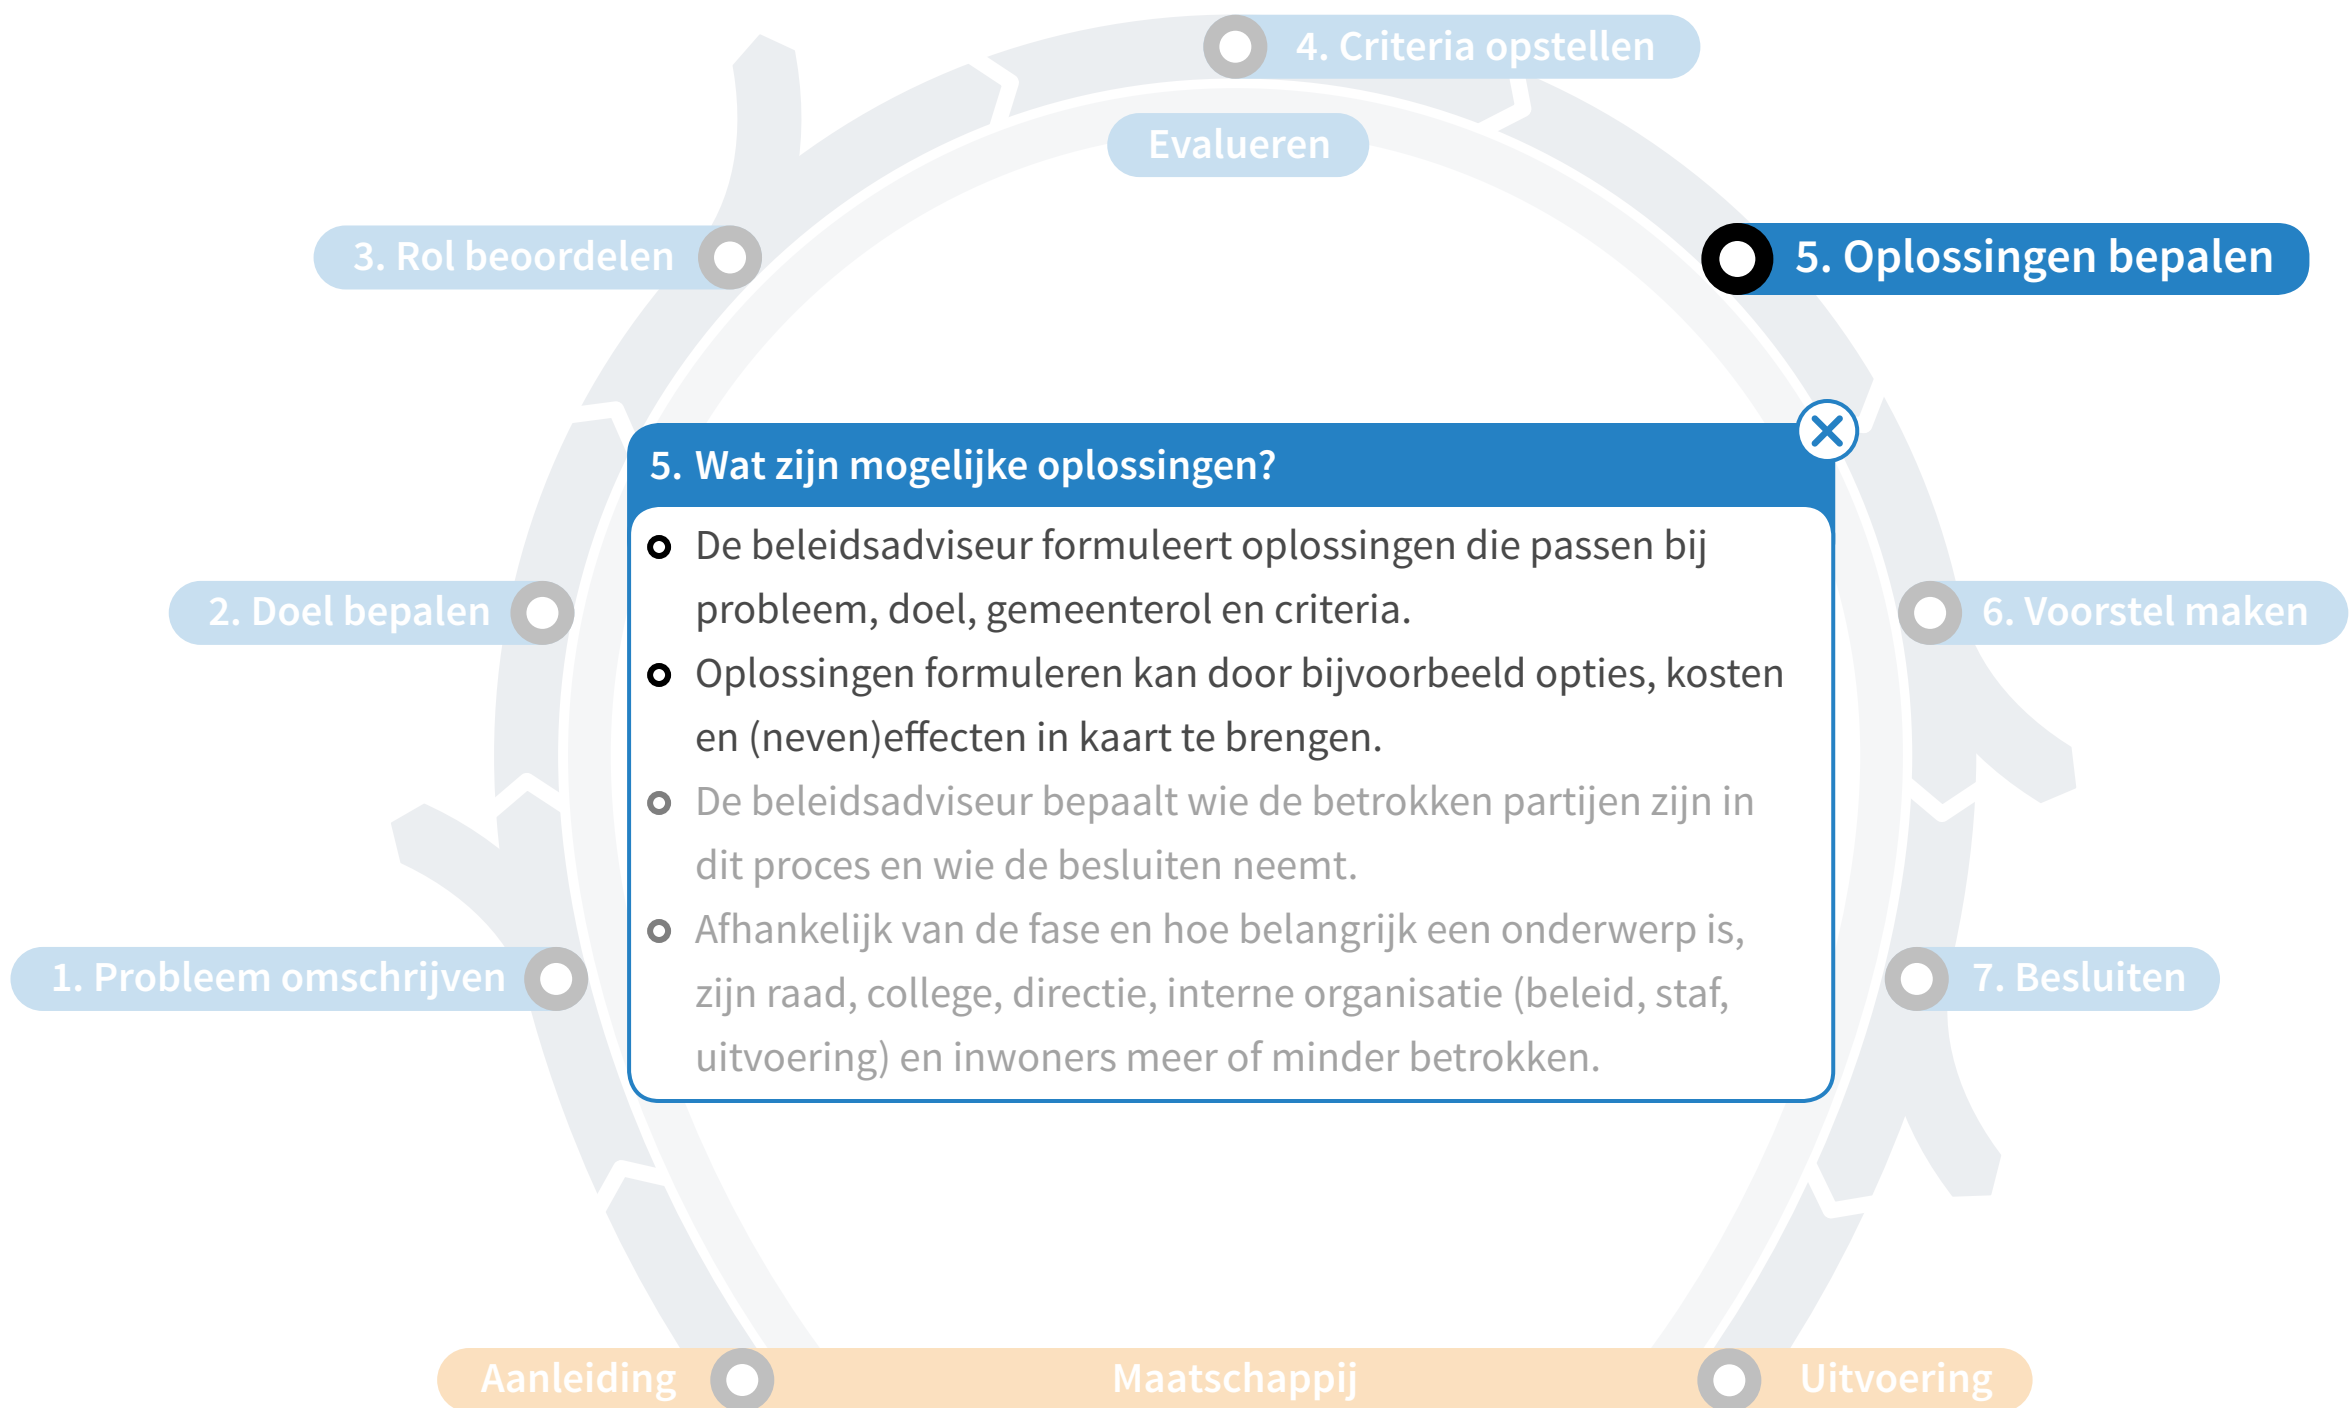 4. Criteria opstellen
Evalueren
3. Rol beoordelen
5. Oplossingen bepalen
5. Wat zijn mogelijke oplossingen?
De beleidsadviseur formuleert oplossingen die passen bij
probleem, doel, gemeenterol en criteria.
Oplossingen formuleren kan door bijvoorbeeld opties, kosten
en (neven)effecten in kaart te brengen.
De beleidsadviseur bepaalt wie de betrokken partijen zijn in
dit proces en wie de besluiten neemt.
Afhankelijk van de fase en hoe belangrijk een onderwerp is,
zijn raad, college, directie, interne organisatie (beleid, staf,
uitvoering) en inwoners meer of minder betrokken.
2. Doel bepalen
6. Voorstel maken
1. Probleem omschrijven
7. Besluiten
Aanleiding
Maatschappij
Uitvoering